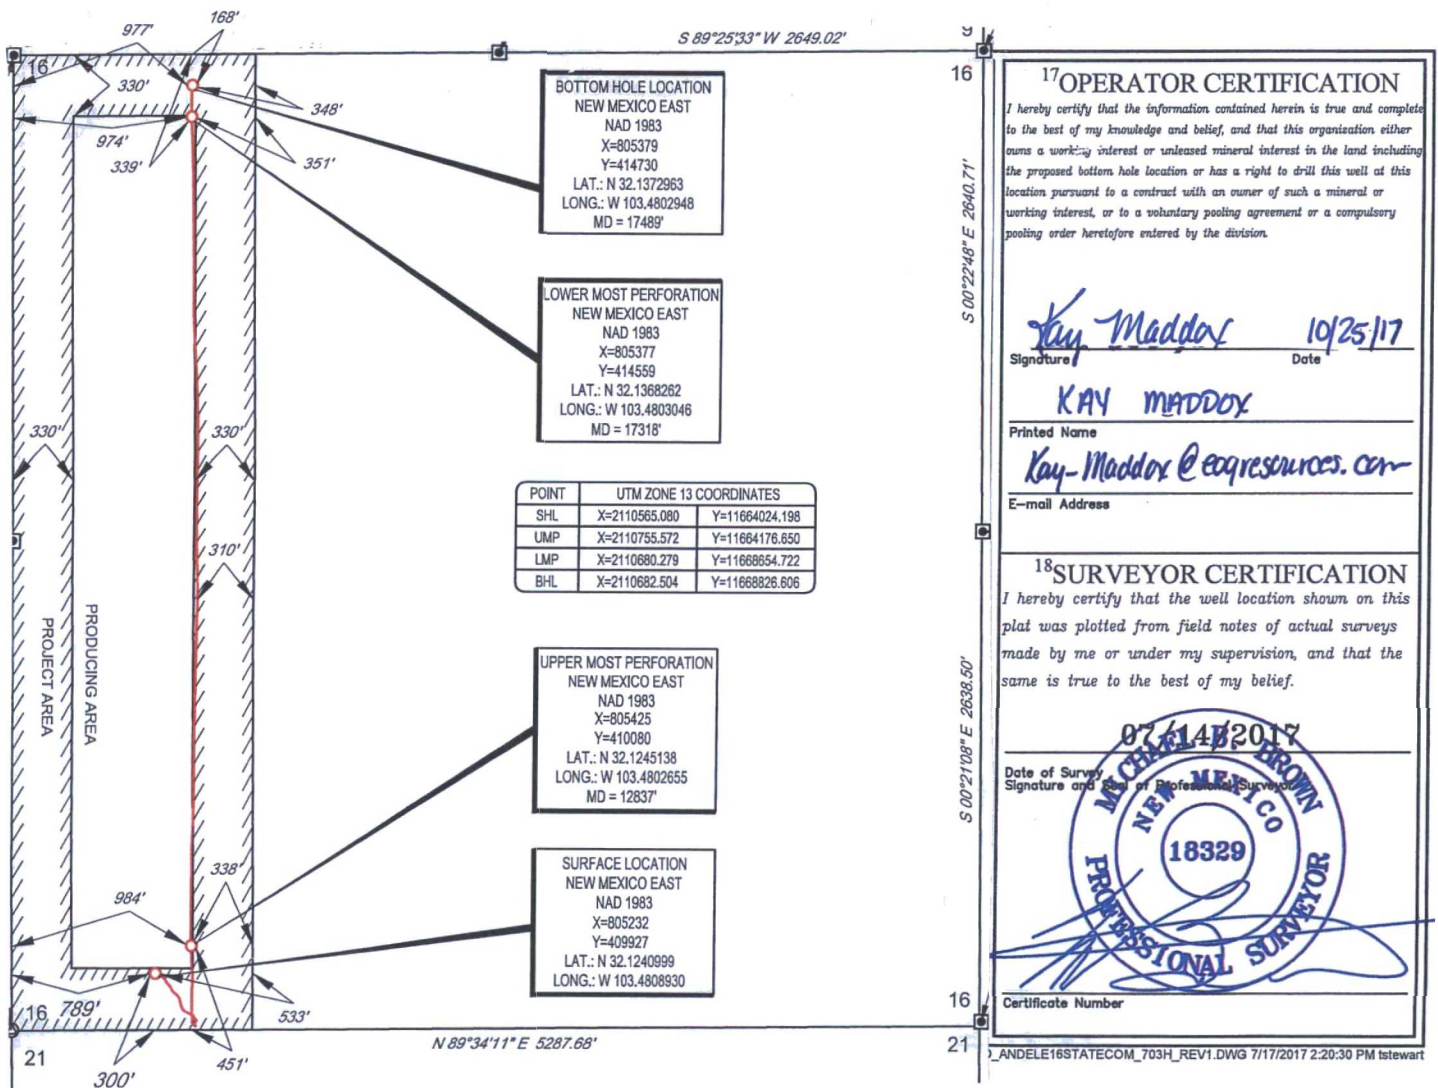 168'
977'
S 89°25'33" W 2649.02'
16
330'
348'
974'
339'
351'
BOTTOM HOLE LOCATION
NEW MEXICO EAST
NAD 1983
X=805379
Y=414730
LAT.: N 32.1372963
LONG.: W 103.4802948
MD = 17489'
LOWER MOST PERFORATION
NEW MEXICO EAST
NAD 1983
X=805377
Y=414559
LAT.: N 32.1368262
LONG.: W 103.4803046
MD = 17318'
330'
330'
POINT UTM ZONE 13 COORDINATES
SHL X=2110565.080 Y=11664024.198
UMP X=2110755.572 Y=11664176.650
LMP X=2110680.279 Y=11668654.722
BHL X=2110682.504 Y=11668826.606
310'
PROJECT AREA
PRODUCING AREA
UPPER MOST PERFORATION
NEW MEXICO EAST
NAD 1983
X=805425
Y=410080
LAT.: N 32.1245138
LONG.: W 103.4802655
MD = 12837'
338'
984'
SURFACE LOCATION
NEW MEXICO EAST
NAD 1983
X=805232
Y=409927
LAT.: N 32.1240999
LONG.: W 103.4808930
16
789'
533'
21
300'
451'
N 89°34'11" E 5287.68'
16
S 00°22'48" E 2640.71'
S 00°21'08" E 2638.50'
16
21
17 OPERATOR CERTIFICATION
I hereby certify that the information contained herein is true and complete
to the best of my knowledge and belief, and that this organization either
owns a working interest or unleased mineral interest in the land including
the proposed bottom hole location or has a right to drill this well at this
location pursuant to a contract with an owner of such a mineral or
working interest, or to a voluntary pooling agreement or a compulsory
pooling order heretofore entered by the division.
Kay Maddox 10/25/17
Signature Date
KAY MADDOX
Printed Name
Kay-Maddox@eogresources.com
E-mail Address
18 SURVEYOR CERTIFICATION
I hereby certify that the well location shown on this
plat was plotted from field notes of actual surveys
made by me or under my supervision, and that the
same is true to the best of my belief.
07/14/2017
Date of Survey
Signature and Seal of Professional Surveyor
MICHAEL B. BROWN
NEW MEXICO
18329
PROFESSIONAL SURVEYOR
Certificate Number
_ANDELE16STATECOM_703H_REV1.DWG 7/17/2017 2:20:30 PM tstewart